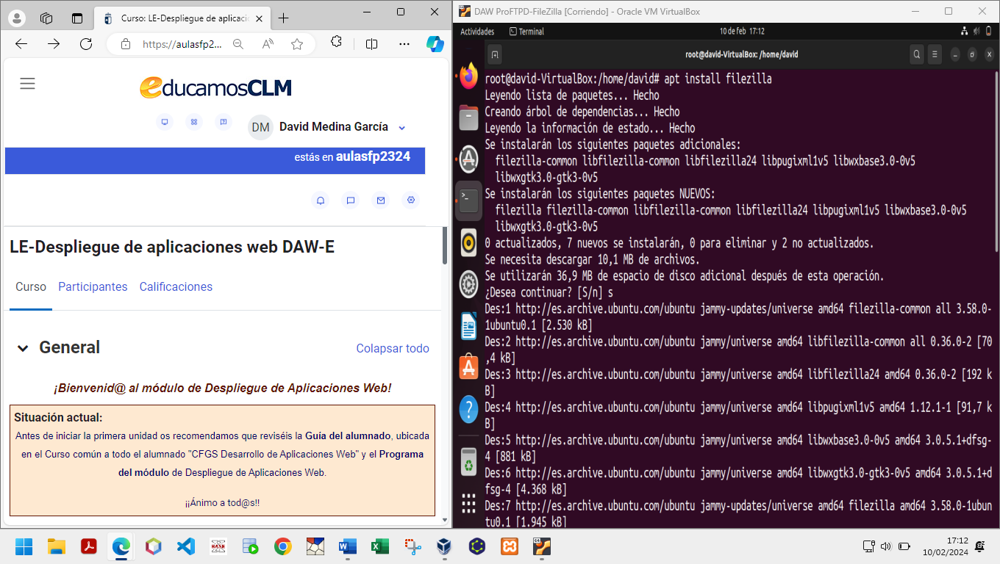 Curso: LE-Despliegue de aplicacio
https://aulasfp2...
educamosCLM
DM David Medina García
estás en aulasfp2324
LE-Despliegue de aplicaciones web DAW-E
Curso Participantes Calificaciones
General Colapsar todo
¡Bienvenid@ al módulo de Despliegue de Aplicaciones Web!
Situación actual:
Antes de iniciar la primera unidad os recomendamos que reviséis la Guía del alumnado, ubicada
en el Curso común a todo el alumnado "CFGS Desarrollo de Aplicaciones Web" y el Programa
del módulo de Despliegue de Aplicaciones Web.
¡¡Ánimo a tod@s!!
DAW ProFTPD-FileZilla [Corriendo] - Oracle VM VirtualBox
Actividades Terminal 10 de feb 17:12
root@david-VirtualBox: /home/david
root@david-VirtualBox:/home/david# apt install filezilla
Leyendo lista de paquetes... Hecho
Creando árbol de dependencias... Hecho
Leyendo la información de estado... Hecho
Se instalarán los siguientes paquetes adicionales:
filezilla-common libfilezilla-common libfilezilla24 libpugixml1v5 libwxbase3.0-0v5
libwxgtk3.0-gtk3-0v5
Se instalarán los siguientes paquetes NUEVOS:
filezilla filezilla-common libfilezilla-common libfilezilla24 libpugixml1v5 libwxbase3.0-0v5
libwxgtk3.0-gtk3-0v5
0 actualizados, 7 nuevos se instalarán, 0 para eliminar y 2 no actualizados.
Se necesita descargar 10,1 MB de archivos.
Se utilizarán 36,9 MB de espacio de disco adicional después de esta operación.
¿Desea continuar? [S/n] s
Des:1 http://es.archive.ubuntu.com/ubuntu jammy-updates/universe amd64 filezilla-common all 3.58.0-
1ubuntu0.1 [2.530 kB]
Des:2 http://es.archive.ubuntu.com/ubuntu jammy/universe amd64 libfilezilla-common all 0.36.0-2 [70
,4 kB]
Des:3 http://es.archive.ubuntu.com/ubuntu jammy/universe amd64 libfilezilla24 amd64 0.36.0-2 [192 k
B]
Des:4 http://es.archive.ubuntu.com/ubuntu jammy/universe amd64 libpugixml1v5 amd64 1.12.1-1 [91,7 k
B]
Des:5 http://es.archive.ubuntu.com/ubuntu jammy/universe amd64 libwxbase3.0-0v5 amd64 3.0.5.1+dfsg-
4 [881 kB]
Des:6 http://es.archive.ubuntu.com/ubuntu jammy/universe amd64 libwxgtk3.0-gtk3-0v5 amd64 3.0.5.1+d
fsg-4 [4.368 kB]
Des:7 http://es.archive.ubuntu.com/ubuntu jammy-updates/universe amd64 filezilla amd64 3.58.0-1ubun
tu0.1 [1.945 kB]
17:12
10/02/2024